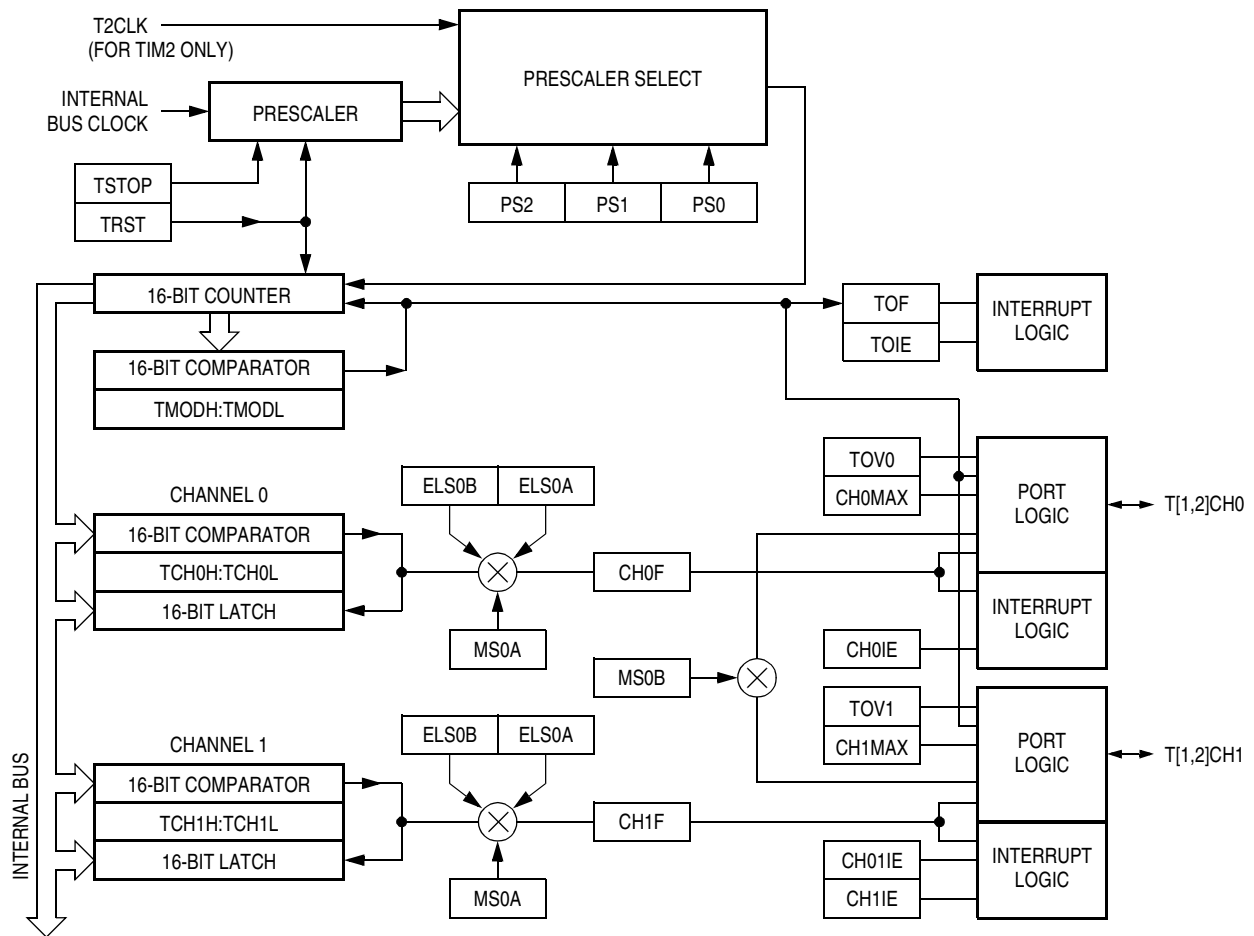 T2CLK
(FOR TIM2 ONLY)
PRESCALER SELECT
INTERNAL
BUS CLOCK
PRESCALER
TSTOP
TRST
PS2
PS1
PS0
16-BIT COUNTER
16-BIT COMPARATOR
TMODH:TMODL
TOF
TOIE
INTERRUPT
LOGIC
CHANNEL 0
16-BIT COMPARATOR
TCH0H:TCH0L
16-BIT LATCH
ELS0B
ELS0A
MS0A
CH0F
TOV0
CH0MAX
PORT
LOGIC
T[1,2]CH0
INTERRUPT
LOGIC
CH0IE
MS0B
CHANNEL 1
16-BIT COMPARATOR
TCH1H:TCH1L
16-BIT LATCH
ELS0B
ELS0A
MS0A
CH1F
TOV1
CH1MAX
PORT
LOGIC
T[1,2]CH1
INTERRUPT
LOGIC
CH01IE
CH1IE
INTERNAL BUS